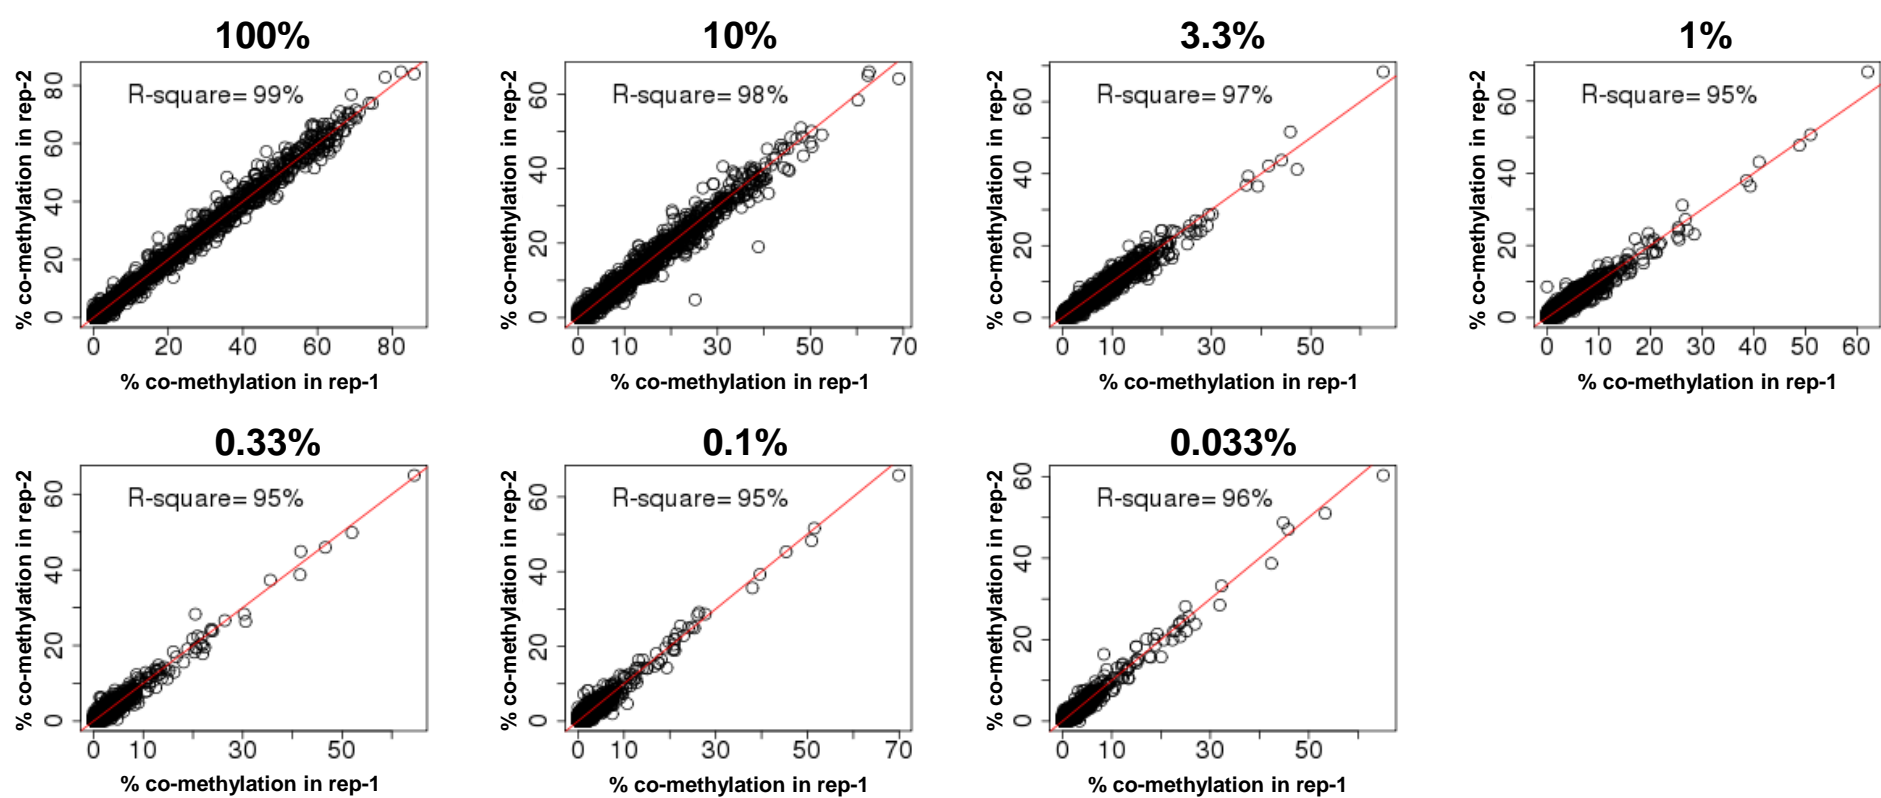 100%
10%
3.3%
1%
% co-methylation in rep-2
80
60
40
20
0
R-square= 99%
0 20 40 60 80
% co-methylation in rep-1
% co-methylation in rep-2
60
40
20
0
R-square= 98%
0 10 30 50 70
% co-methylation in rep-1
% co-methylation in rep-2
60
40
20
0
R-square= 97%
0 10 30 50
% co-methylation in rep-1
% co-methylation in rep-2
60
40
20
0
R-square= 95%
0 10 20 30 40 50 60
% co-methylation in rep-1
0.33%
0.1%
0.033%
% co-methylation in rep-2
60
40
20
0
R-square= 95%
0 10 30 50
% co-methylation in rep-1
% co-methylation in rep-2
60
40
20
0
R-square= 95%
0 10 30 50 70
% co-methylation in rep-1
% co-methylation in rep-2
60
40
20
0
R-square= 96%
0 10 30 50
% co-methylation in rep-1